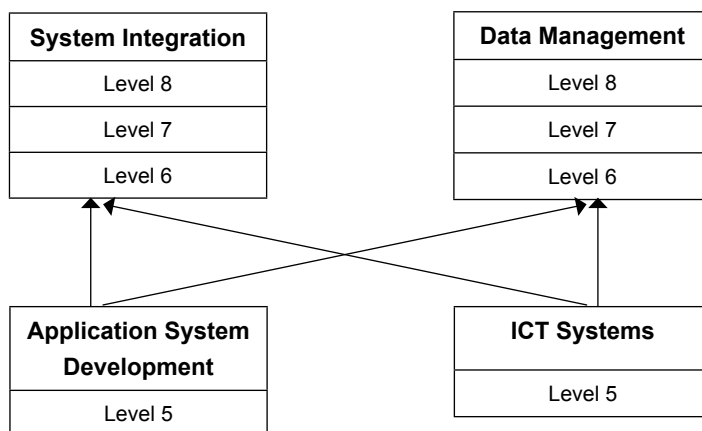 System Integration
Level 8
Level 7
Level 6
Data Management
Level 8
Level 7
Level 6
Application System
Development
Level 5
ICT Systems
Level 5